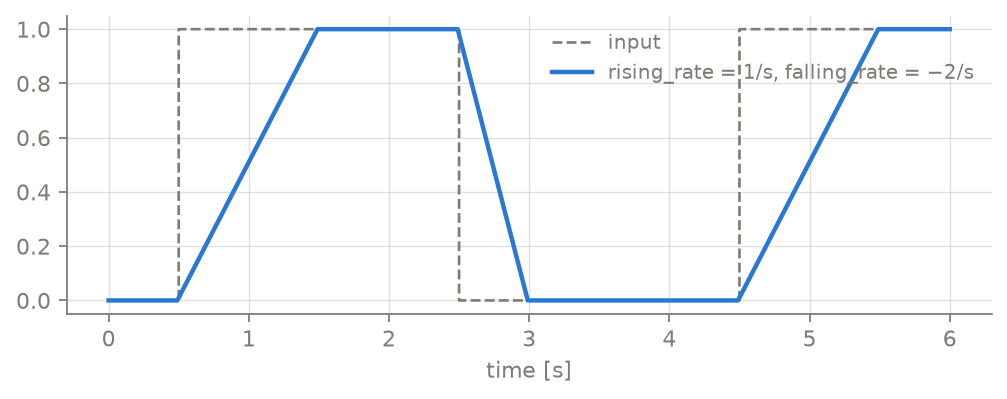 1.0
0.8
0.6
0.4
0.2
0.0
input
rising_rate = 1/s, falling_rate = −2/s
0 1 2 3 4 5 6
time [s]